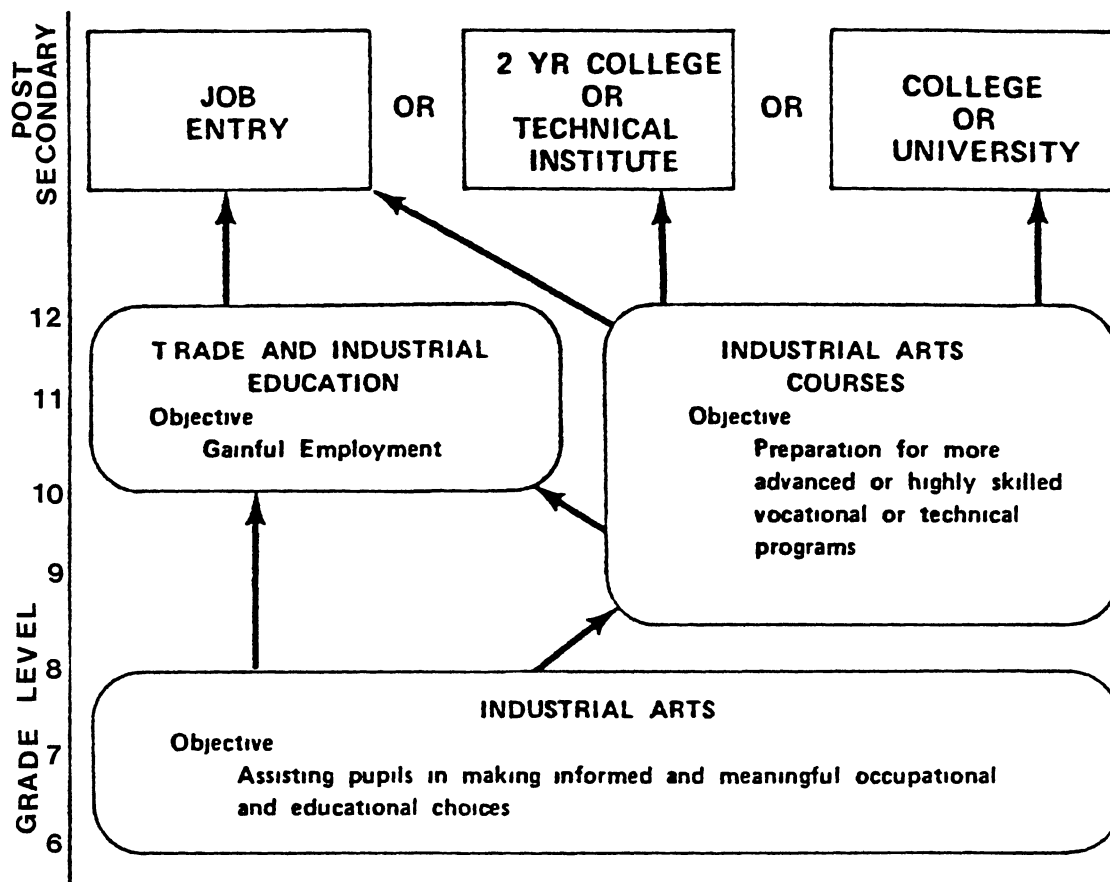 POST
SECONDARY
JOB
ENTRY
OR
2 YR COLLEGE
OR
TECHNICAL
INSTITUTE
OR
COLLEGE
OR
UNIVERSITY
12
11
10
9
8
7
6
GRADE LEVEL
TRADE AND INDUSTRIAL
EDUCATION
Objective
Gainful Employment
INDUSTRIAL ARTS
COURSES
Objective
Preparation for more
advanced or highly skilled
vocational or technical
programs
INDUSTRIAL ARTS
Objective
Assisting pupils in making informed and meaningful occupational
and educational choices